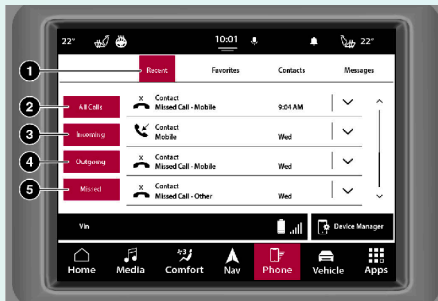 22° 10:01 22°
1 Recent Favorites Contacts Messages
2 All Calls
x Contact
Missed Call - Mobile 9:04 AM
3 Incoming
Contact
Mobile Wed
4 Outgoing
x Contact
Missed Call - Mobile Wed
5 Missed
x Contact
Missed Call - Other Wed
Vin Device Manager
Home Media Comfort Nav Phone Vehicle Apps